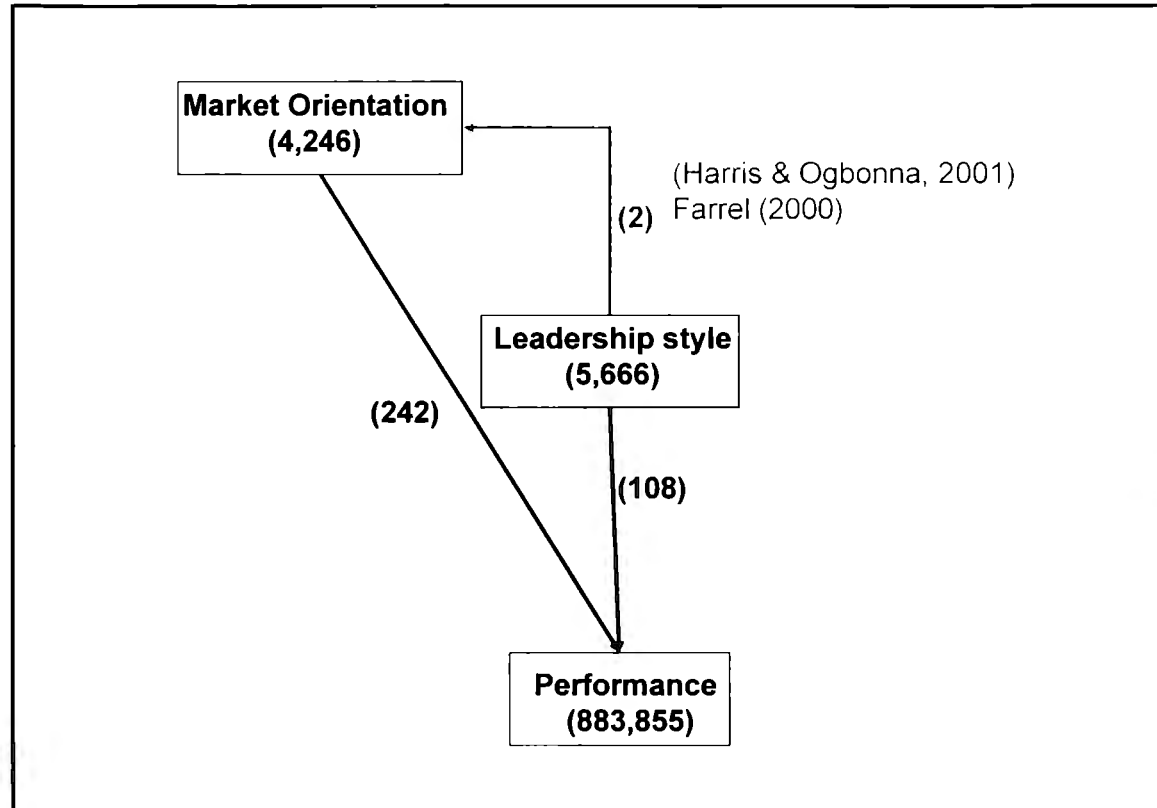 Market Orientation
(4,246)
(Harris & Ogbonna, 2001)
(2) Farrel (2000)
Leadership style
(5,666)
(242)
(108)
Performance
(883,855)